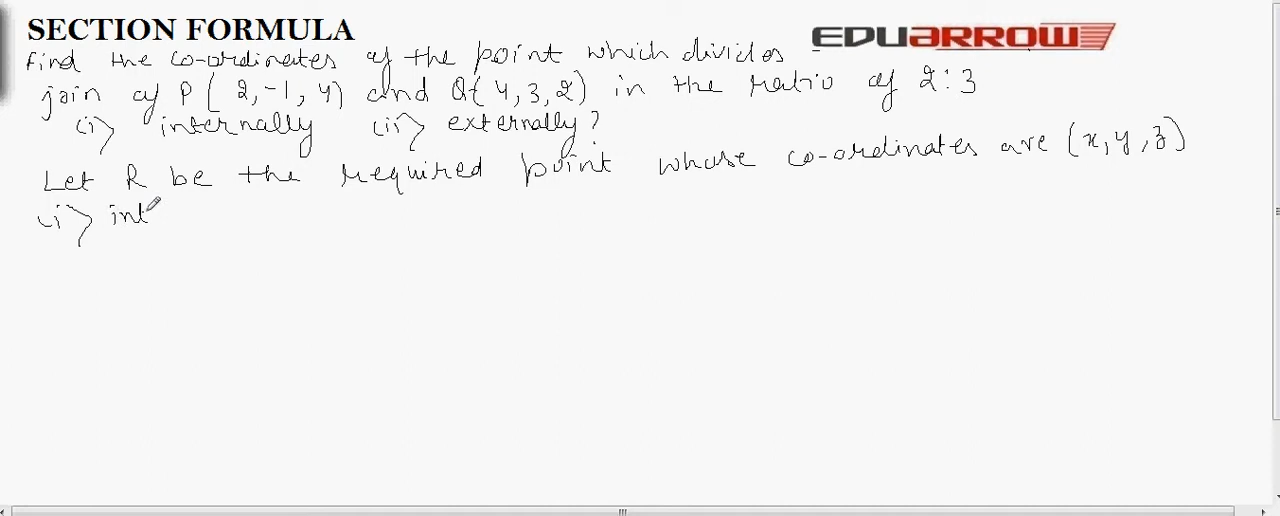 SECTION FORMULA
EDUARROW
Find the co-ordinates of the point which divides
join of P(2,-1,4) and Q(4,3,2) in the ratio of 2:3
(i) internally (ii) externally?
Let R be the required point whose co-ordinates are (x,y,z)
(i) int